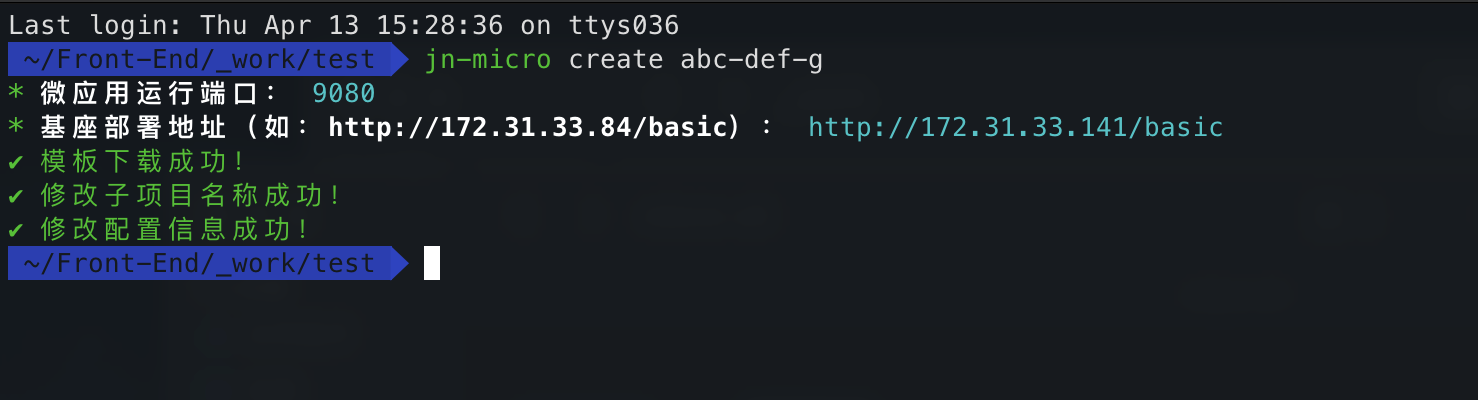 Last login: Thu Apr 13 15:28:36 on ttys036
~/Front-End/_work/test jn-micro create abc-def-g
* 微应用运行端口： 9080
* 基座部署地址（如：http://172.31.33.84/basic）： http://172.31.33.141/basic
✔ 模板下载成功！
✔ 修改子项目名称成功！
✔ 修改配置信息成功！
~/Front-End/_work/test